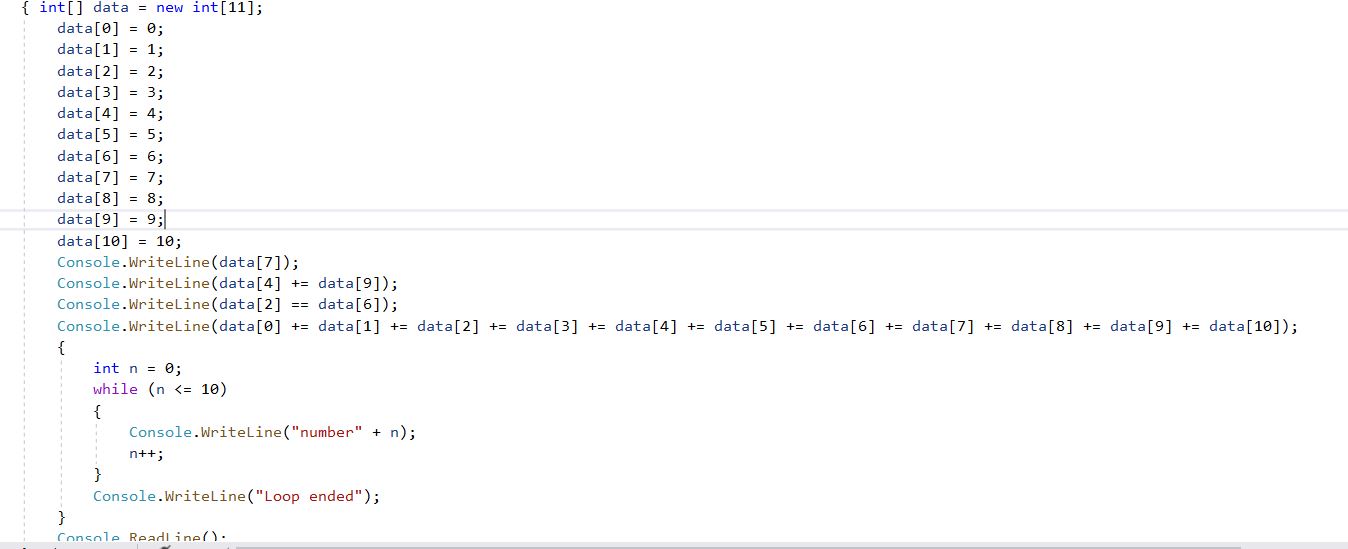 { int[] data = new int[11];
data[0] = 0;
data[1] = 1;
data[2] = 2;
data[3] = 3;
data[4] = 4;
data[5] = 5;
data[6] = 6;
data[7] = 7;
data[8] = 8;
data[9] = 9;
data[10] = 10;
Console.WriteLine(data[7]);
Console.WriteLine(data[4] += data[9]);
Console.WriteLine(data[2] == data[6]);
Console.WriteLine(data[0] += data[1] += data[2] += data[3] += data[4] += data[5] += data[6] += data[7] += data[8] += data[9] += data[10]);
{
int n = 0;
while (n <= 10)
{
Console.WriteLine("number" + n);
n++;
}
Console.WriteLine("Loop ended");
}
Console.ReadLine();